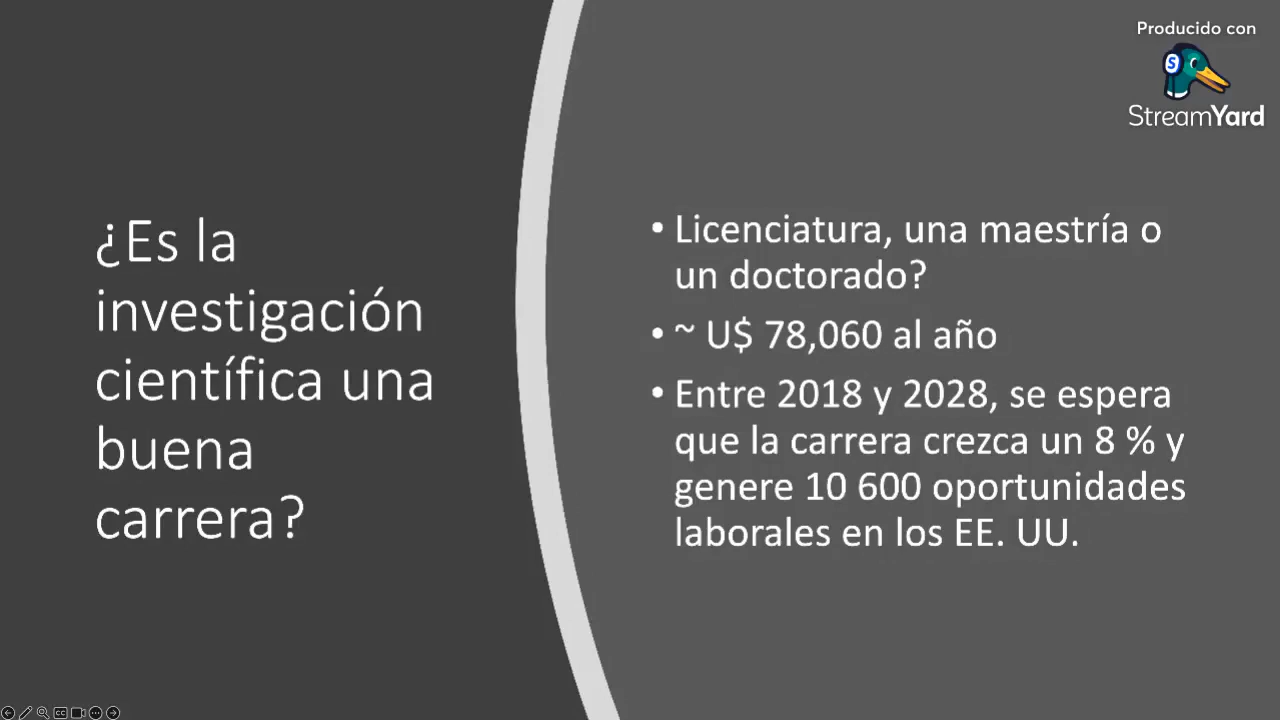 Producido con
StreamYard
¿Es la
investigación
científica una
buena
carrera?
• Licenciatura, una maestría o
un doctorado?
• ~ U$ 78,060 al año
• Entre 2018 y 2028, se espera
que la carrera crezca un 8 % y
genere 10 600 oportunidades
laborales en los EE. UU.